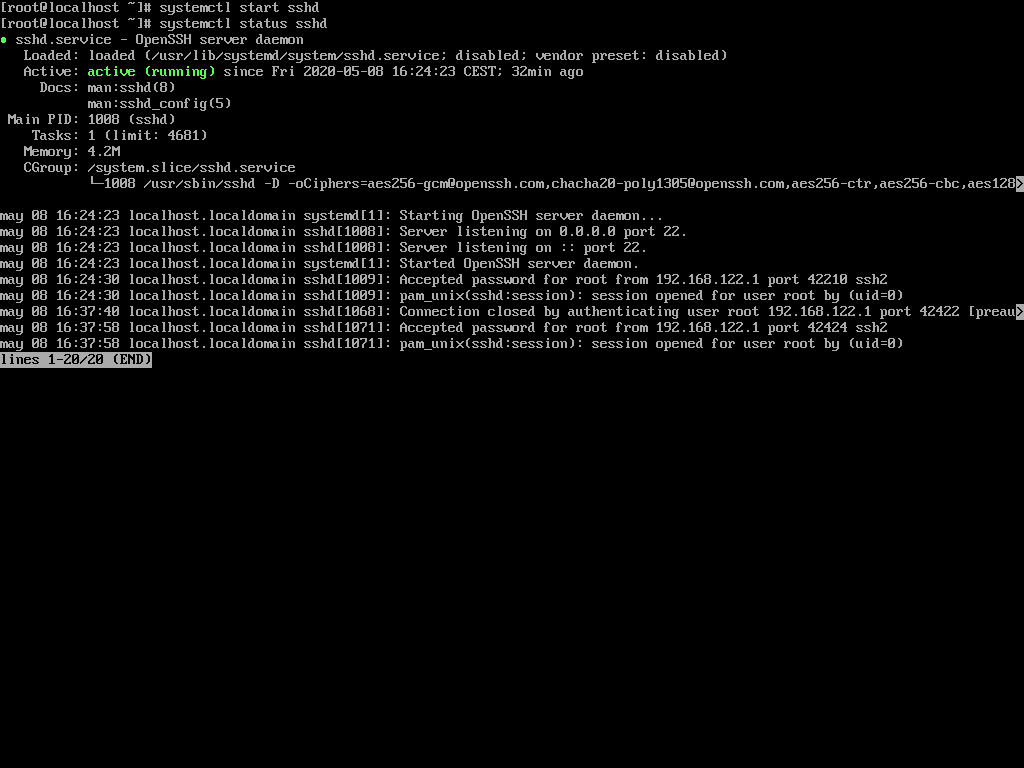 [root@localhost ~]# systemctl start sshd
[root@localhost ~]# systemctl status sshd
● sshd.service - OpenSSH server daemon
   Loaded: loaded (/usr/lib/systemd/system/sshd.service; disabled; vendor preset: disabled)
   Active: active (running) since Fri 2020-05-08 16:24:23 CEST; 32min ago
     Docs: man:sshd(8)
           man:sshd_config(5)
 Main PID: 1008 (sshd)
    Tasks: 1 (limit: 4681)
   Memory: 4.2M
   CGroup: /system.slice/sshd.service
           └─1008 /usr/sbin/sshd -D -oCiphers=aes256-gcm@openssh.com,chacha20-poly1305@openssh.com,aes256-ctr,aes256-cbc,aes128>
may 08 16:24:23 localhost.localdomain systemd[1]: Starting OpenSSH server daemon...
may 08 16:24:23 localhost.localdomain sshd[1008]: Server listening on 0.0.0.0 port 22.
may 08 16:24:23 localhost.localdomain sshd[1008]: Server listening on :: port 22.
may 08 16:24:23 localhost.localdomain systemd[1]: Started OpenSSH server daemon.
may 08 16:24:30 localhost.localdomain sshd[1009]: Accepted password for root from 192.168.122.1 port 42210 ssh2
may 08 16:24:30 localhost.localdomain sshd[1009]: pam_unix(sshd:session): session opened for user root by (uid=0)
may 08 16:37:40 localhost.localdomain sshd[1068]: Connection closed by authenticating user root 192.168.122.1 port 42422 [preau>
may 08 16:37:58 localhost.localdomain sshd[1071]: Accepted password for root from 192.168.122.1 port 42424 ssh2
may 08 16:37:58 localhost.localdomain sshd[1071]: pam_unix(sshd:session): session opened for user root by (uid=0)
lines 1-20/20 (END)